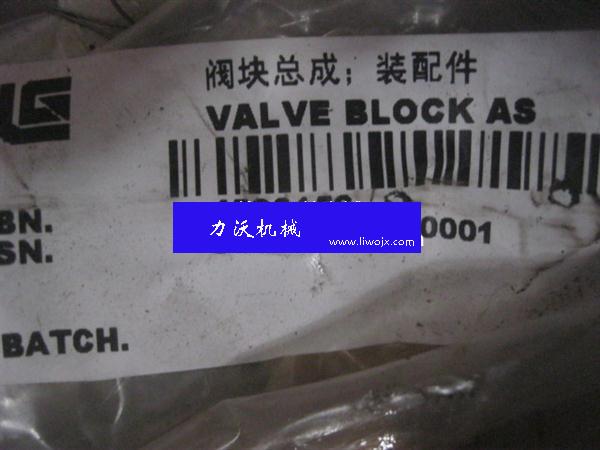 阀块总成；装配件
VALVE BLOCK AS
BN.
SN.
0001
力沃机械
www.liwojx.com
BATCH.